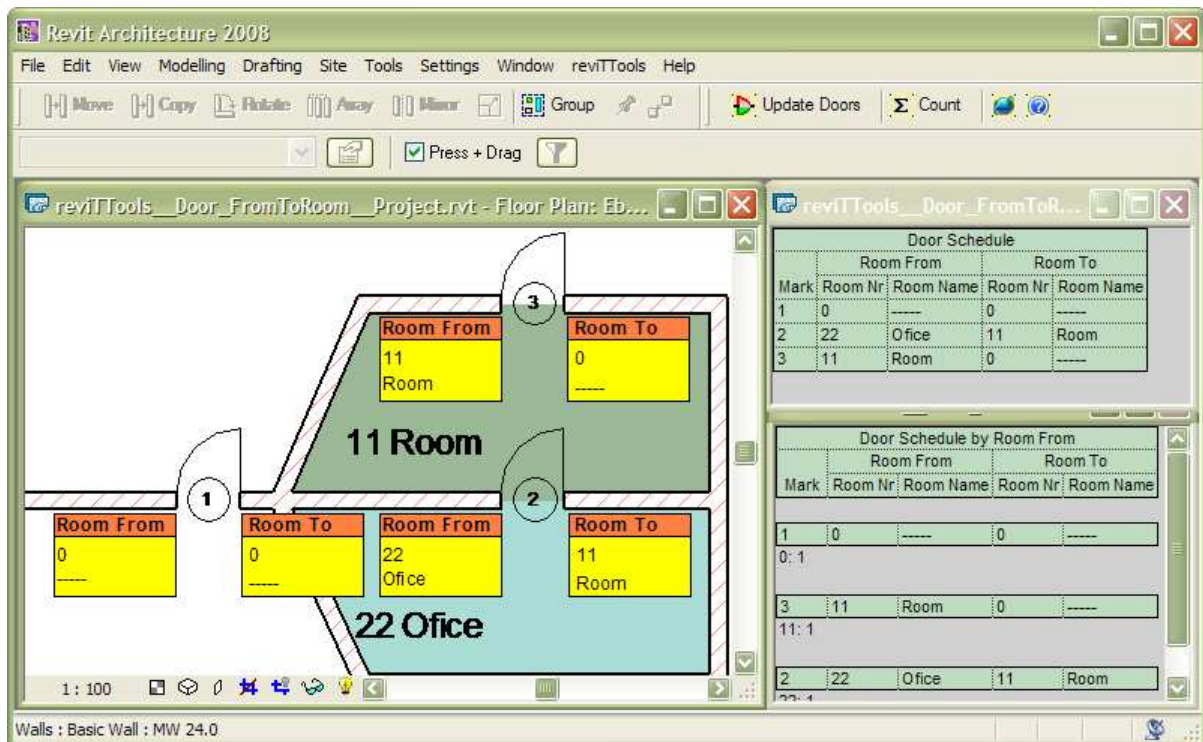 Revit Architecture 2008
File Edit View Modelling Drafting Site Tools Settings Window reviTTools Help
Move Copy Rotate Array Mirror Group Update Doors Σ Count
Press + Drag
reviTTools__Door_FromToRoom__Project.rvt - Floor Plan: Eb...
3
Room From Room To
11 0
Room -----
11 Room
1 2
Room From Room To Room From Room To
0 0 22 11
----- ----- Ofice Room
22 Ofice
1 : 100
reviTTools__Door_FromToR...
Door Schedule
Room From Room To
Mark Room Nr Room Name Room Nr Room Name
1 0 ----- 0 -----
2 22 Ofice 11 Room
3 11 Room 0 -----
Door Schedule by Room From
Room From Room To
Mark Room Nr Room Name Room Nr Room Name
1 0 ----- 0 -----
0: 1
3 11 Room 0 -----
11: 1
2 22 Ofice 11 Room
22: 1
Walls : Basic Wall : MW 24.0